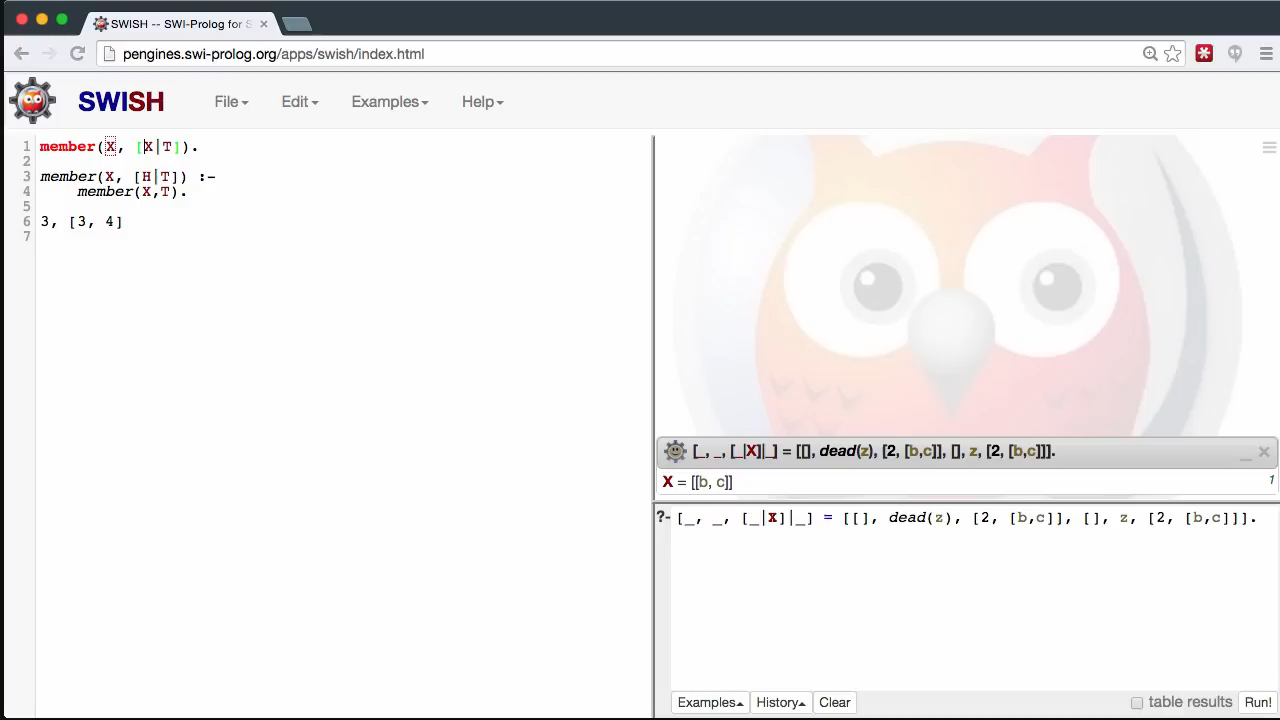 SWISH -- SWI-Prolog for S
pengines.swi-prolog.org/apps/swish/index.html
SWISH File Edit Examples Help
1 member(X, [X|T]).
2
3 member(X, [H|T]) :-
4 member(X,T).
5
6 3, [3, 4]
7
[_, _, [_|X]|_] = [[], dead(z), [2, [b,c]], [], z, [2, [b,c]]].
X = [[b, c]] 1
?- [_, _, [_|X]|_] = [[], dead(z), [2, [b,c]], [], z, [2, [b,c]]].
Examples History Clear table results Run!